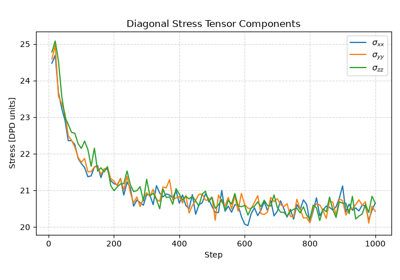 Diagonal Stress Tensor Components
σxx
σyy
σzz
Stress [DPD units]
25
24
23
22
21
20
0
200
400
600
800
1000
Step